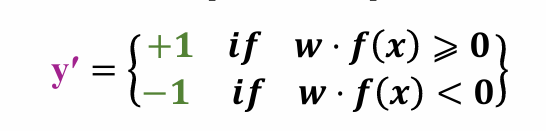 y′ = { +1 if w · f(x) ⩾ 0
−1 if w · f(x) < 0 }